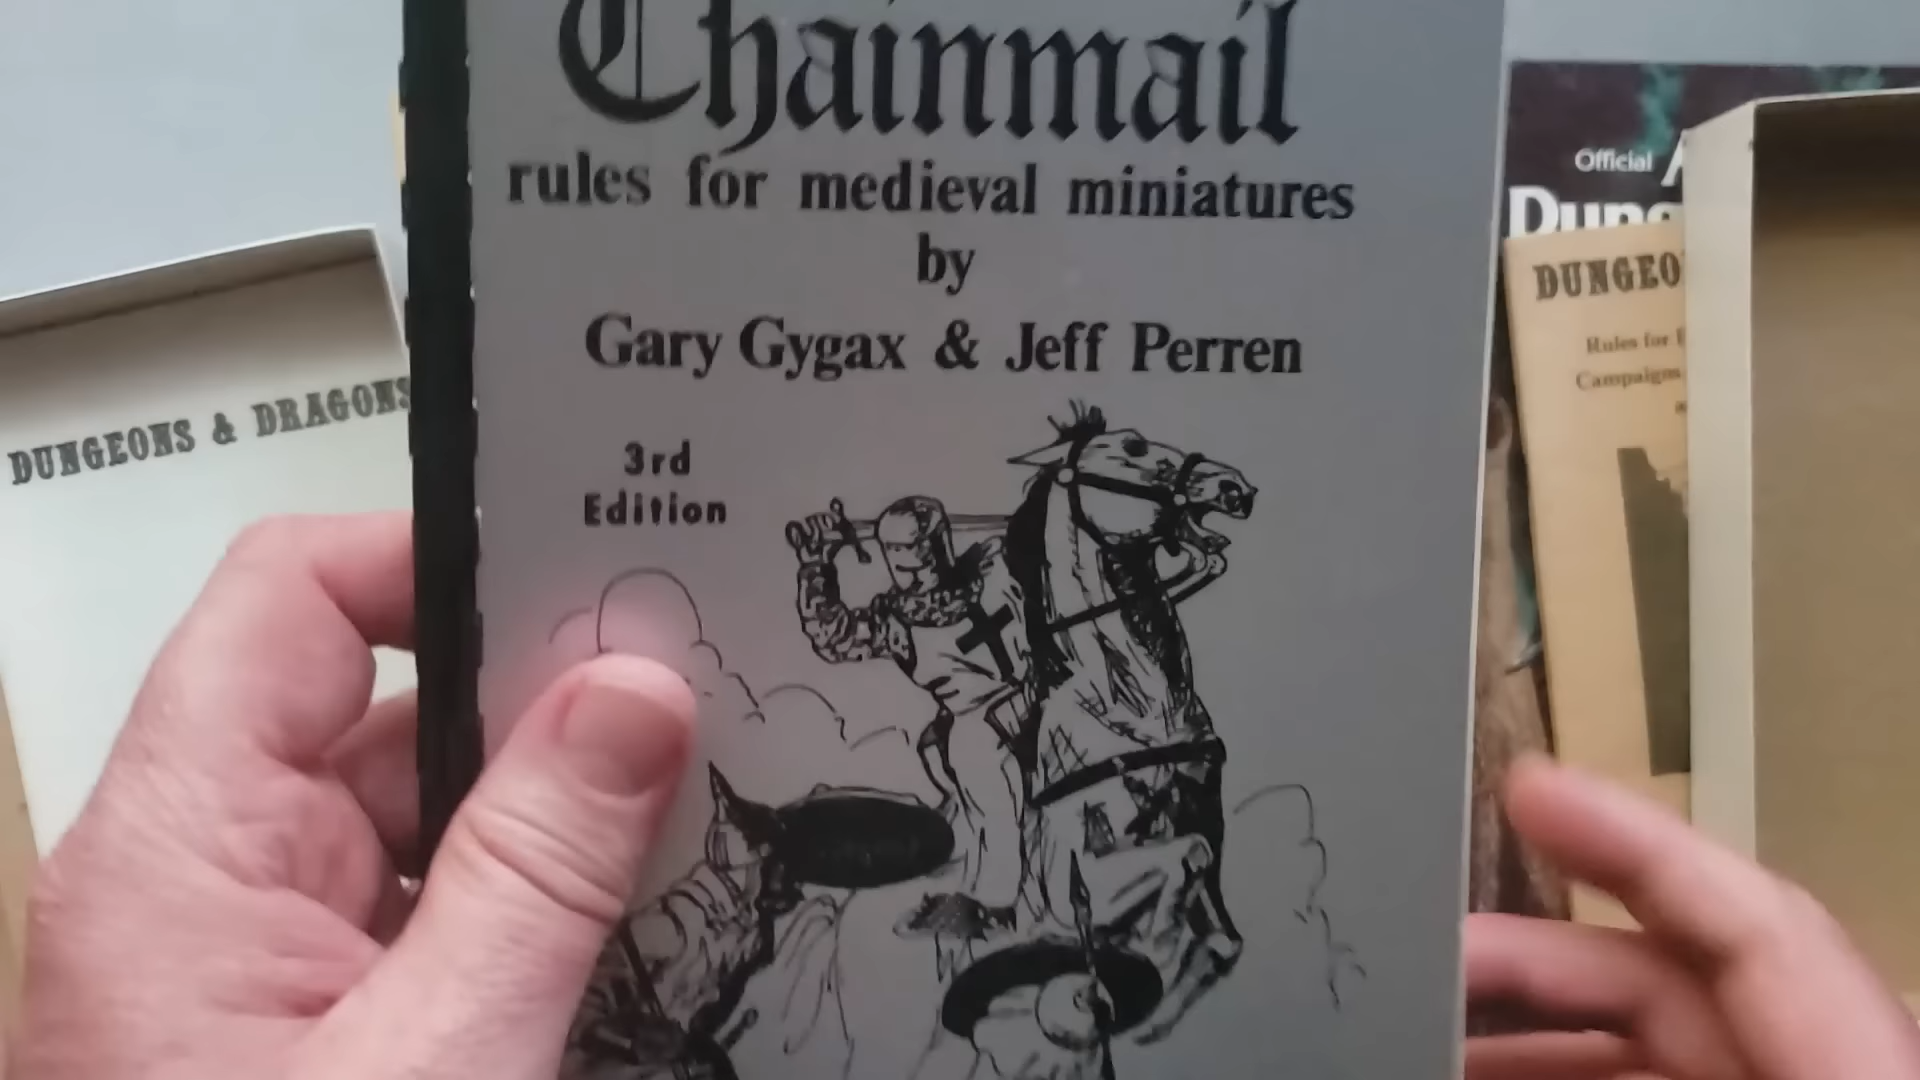 Chainmail
rules for medieval miniatures
by
Gary Gygax & Jeff Perren
3rd
Edition
DUNGEONS & DRAGONS
Official
DUNGEO
Rules for
Campaigns